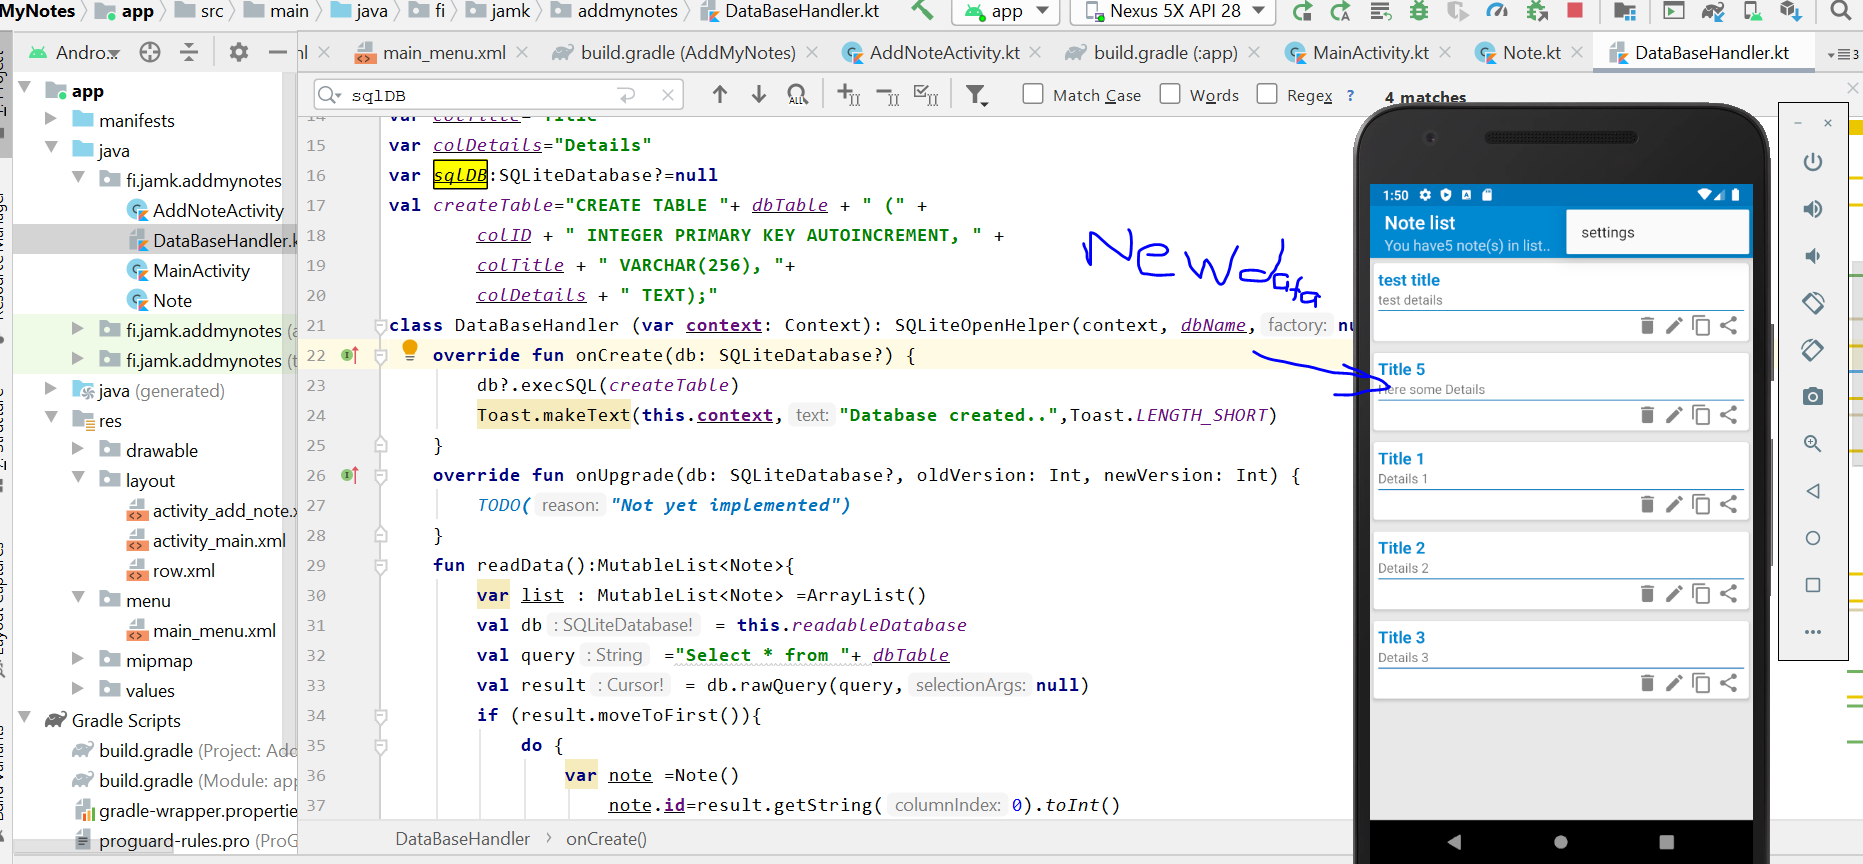 MyNotes app src main java fi jamk addmynotes DataBaseHandler.kt app Nexus 5X API 28
Andro... ml main_menu.xml build.gradle (AddMyNotes) AddNoteActivity.kt build.gradle (:app) MainActivity.kt Note.kt DataBaseHandler.kt 3
sqlDB ALL Match Case Words Regex ? 4 matches
app
manifests
java
fi.jamk.addmynotes
AddNoteActivity
DataBaseHandler.k
MainActivity
Note
fi.jamk.addmynotes (a
fi.jamk.addmynotes (t
java (generated)
res
drawable
layout
activity_add_note.x
activity_main.xml
row.xml
menu
main_menu.xml
mipmap
values
Gradle Scripts
build.gradle (Project: Add
build.gradle (Module: app
gradle-wrapper.propertie
proguard-rules.pro (ProG
14 var colTitle="Title"
15 var colDetails="Details"
16 var sqlDB:SQLiteDatabase?=null
17 val createTable="CREATE TABLE "+ dbTable + " (" +
18 colID + " INTEGER PRIMARY KEY AUTOINCREMENT, " +
19 colTitle + " VARCHAR(256), "+
20 colDetails + " TEXT);"
21 class DataBaseHandler (var context: Context): SQLiteOpenHelper(context, dbName, factory: nu
22 override fun onCreate(db: SQLiteDatabase?) {
23 db?.execSQL(createTable)
24 Toast.makeText(this.context, text: "Database created..",Toast.LENGTH_SHORT)
25 }
26 override fun onUpgrade(db: SQLiteDatabase?, oldVersion: Int, newVersion: Int) {
27 TODO( reason: "Not yet implemented")
28 }
29 fun readData():MutableList<Note>{
30 var list : MutableList<Note> =ArrayList()
31 val db : SQLiteDatabase! = this.readableDatabase
32 val query : String ="Select * from "+ dbTable
33 val result : Cursor! = db.rawQuery(query, selectionArgs: null)
34 if (result.moveToFirst()){
35 do {
36 var note =Note()
37 note.id=result.getString( columnIndex: 0).toInt()
DataBaseHandler › onCreate()
New data
1:50
Note list
You have5 note(s) in list..
settings
test title
test details
Title 5
Here some Details
Title 1
Details 1
Title 2
Details 2
Title 3
Details 3